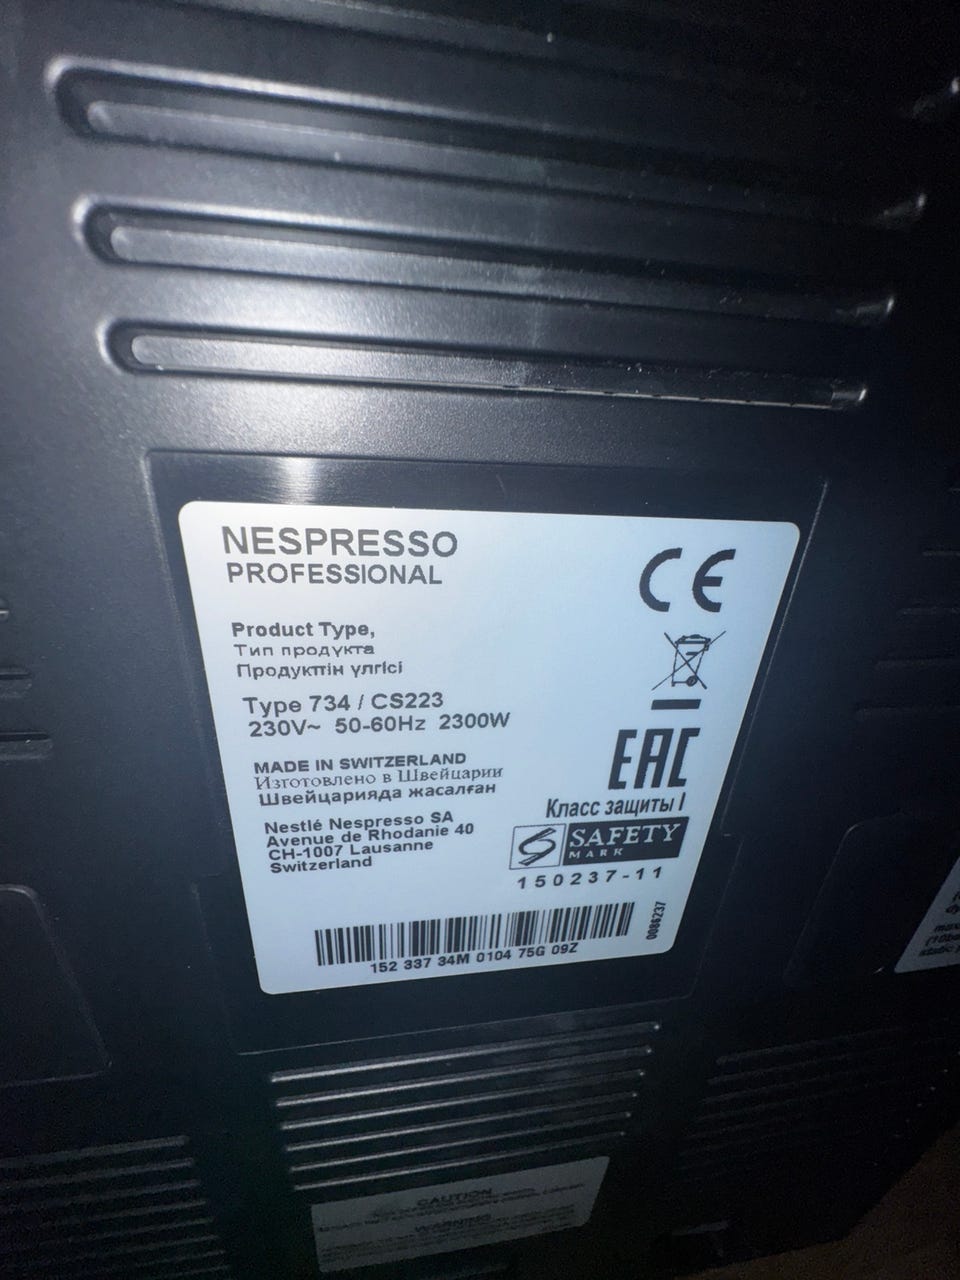 NESPRESSO
PROFESSIONAL
Product Type,
Тип продукта
Продукттін үлгісі
Type 734 / CS223
230V~ 50-60Hz 2300W
MADE IN SWITZERLAND
Изготовлено в Швейцарии
Швейцарияда жасалған
Nestlé Nespresso SA
Avenue de Rhodanie 40
CH-1007 Lausanne
Switzerland
CE
EAC
Класс защиты I
SAFETY
MARK
150237-11
0086237
152 337 34M 0104 75G 09Z
CAUTION
WARNING